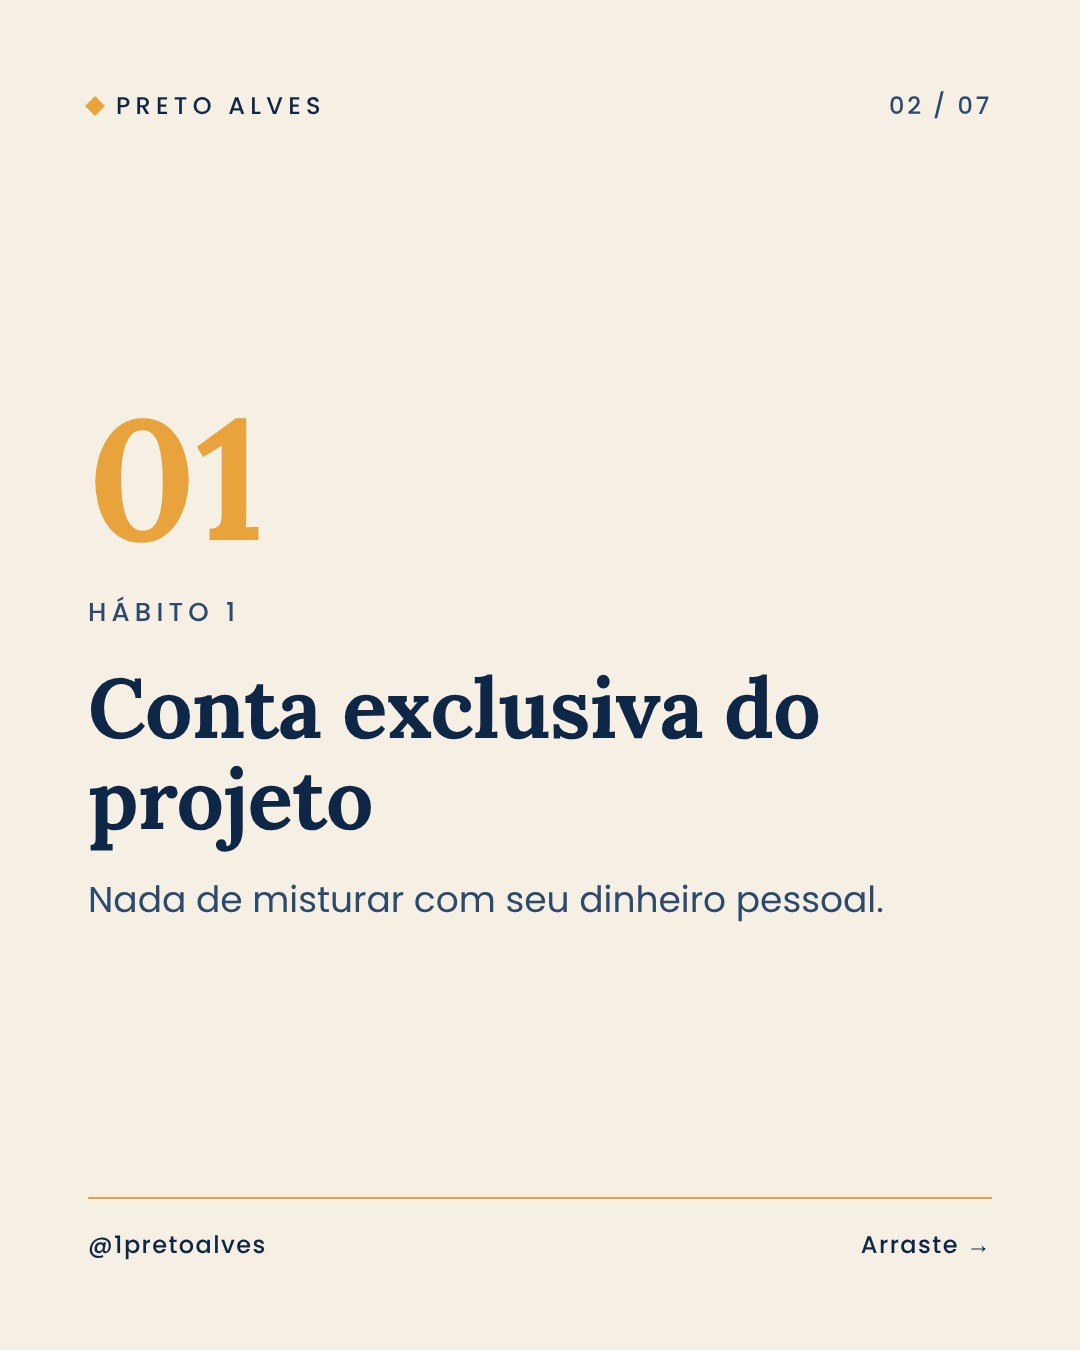 PRETO ALVES
02 / 07
01
HÁBITO 1
Conta exclusiva do
projeto
Nada de misturar com seu dinheiro pessoal.
@1pretoalves
Arraste →